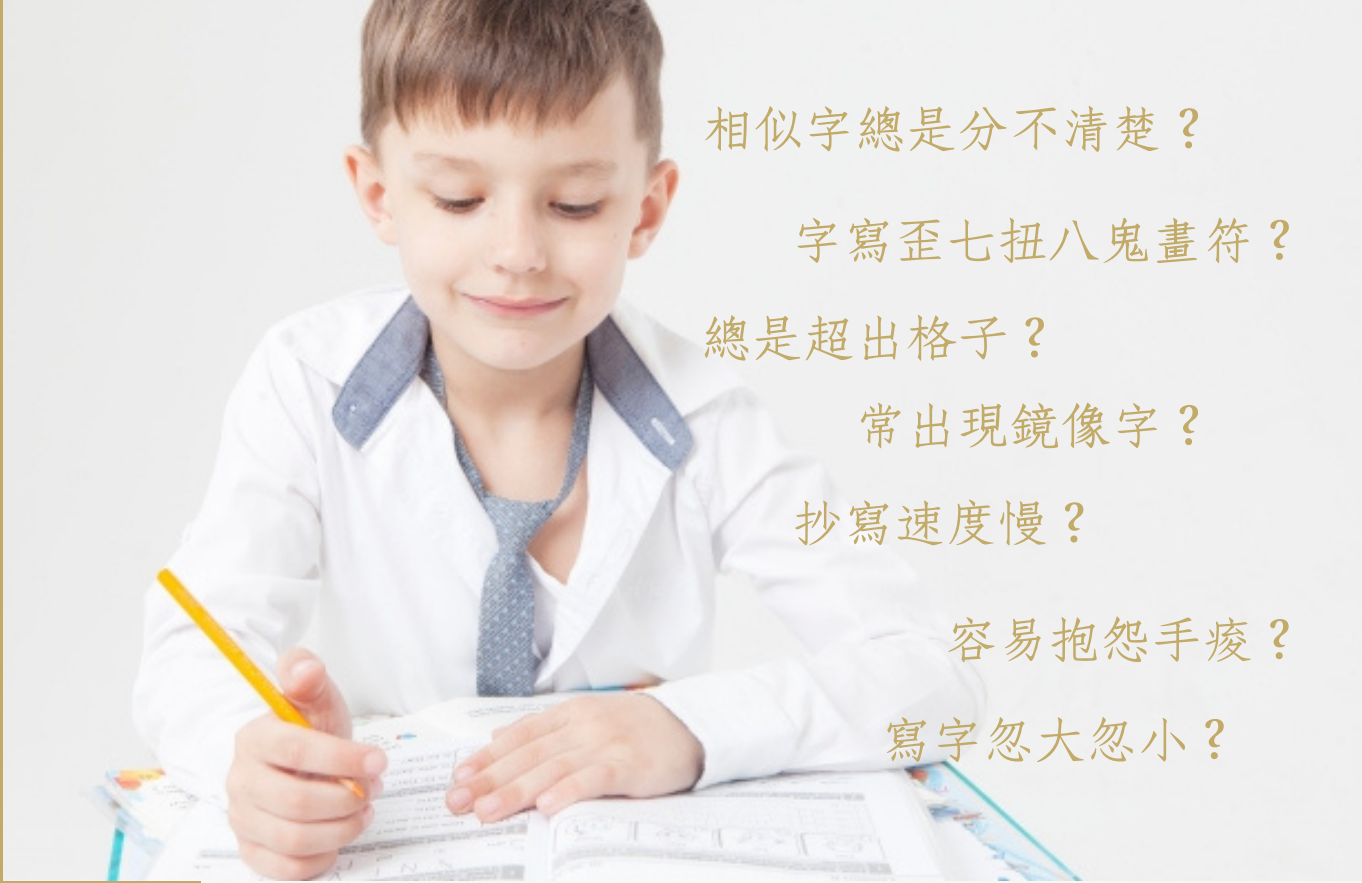 相似字總是分不清楚？
字寫歪七扭八鬼畫符？
總是超出格子？
常出現鏡像字？
抄寫速度慢？
容易抱怨手痠？
寫字忽大忽小？